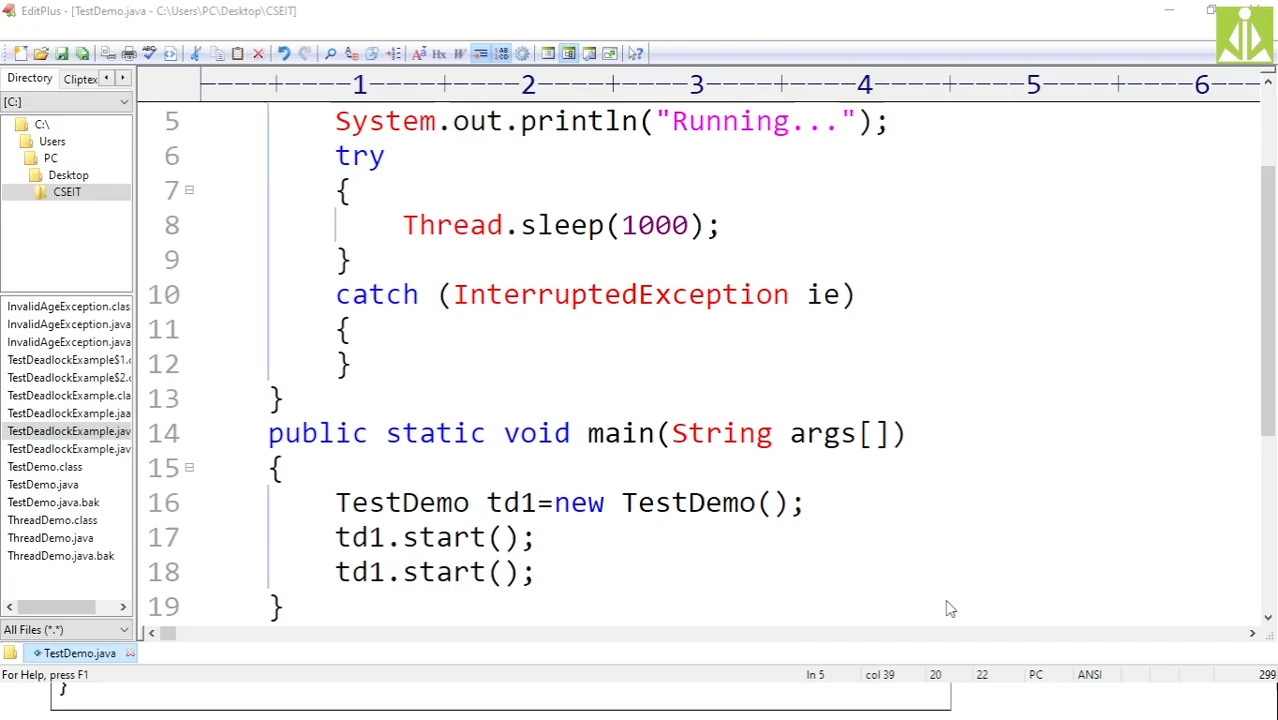 EditPlus - [TestDemo.java - C:\Users\PC\Desktop\CSEIT]
Directory
Cliptex
[C:]
C:\
Users
PC
Desktop
CSEIT
InvalidAgeException.clas
InvalidAgeException.java
InvalidAgeException.java
TestDeadlockExample$1.c
TestDeadlockExample$2.c
TestDeadlockExample.cla
TestDeadlockExample.jaa
TestDeadlockExample.jav
TestDeadlockExample.jav
TestDemo.class
TestDemo.java
TestDemo.java.bak
ThreadDemo.class
ThreadDemo.java
ThreadDemo.java.bak
All Files (*.*)
----+----1----+----2----+----3----+----4----+----5----+----6----
5 System.out.println("Running...");
6 try
7 {
8 Thread.sleep(1000);
9 }
10 catch (InterruptedException ie)
11 {
12 }
13 }
14 public static void main(String args[])
15 {
16 TestDemo td1=new TestDemo();
17 td1.start();
18 td1.start();
19 }
TestDemo.java
For Help, press F1 ln 5 col 39 20 22 PC ANSI 299
}